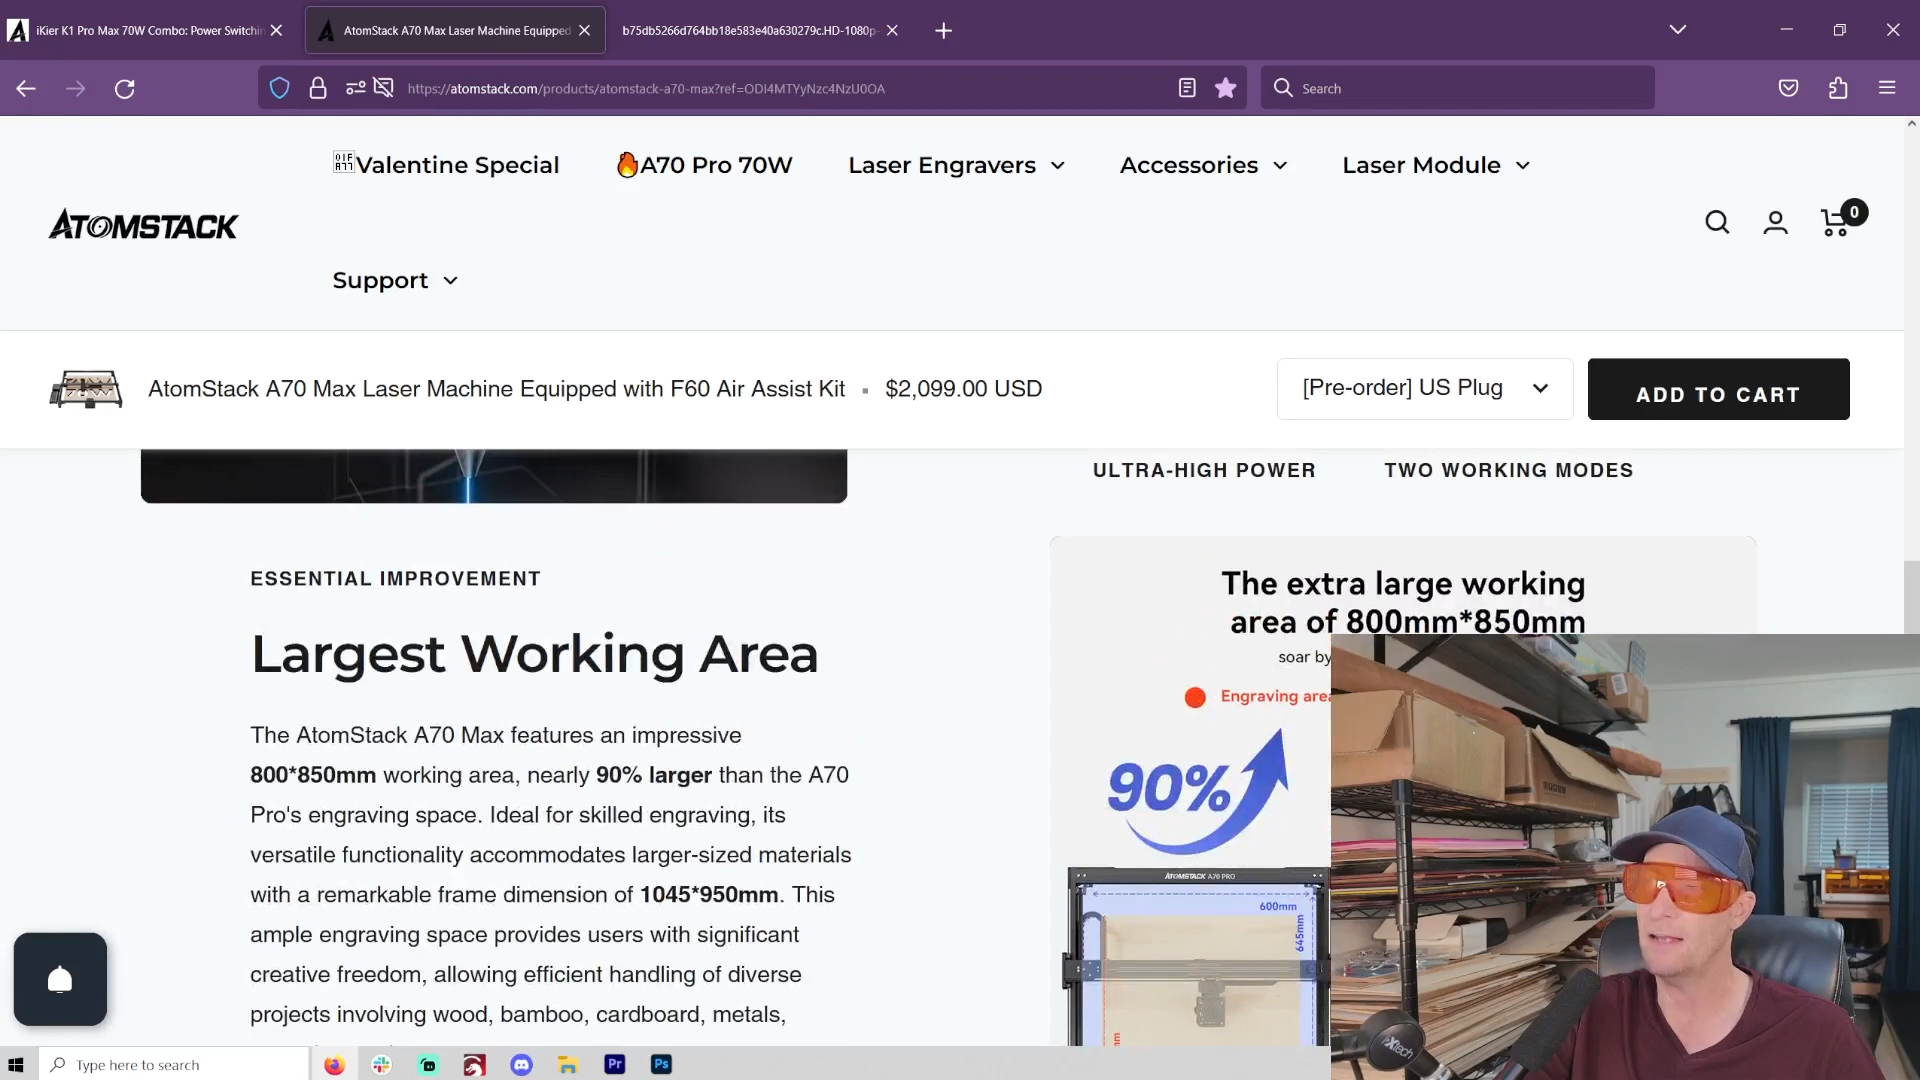 iKier K1 Pro Max 70W Combo: Power Switchin
AtomStack A70 Max Laser Machine Equipped
b75db5266d764bb18e583e40a630279c.HD-1080p-
https://atomstack.com/products/atomstack-a70-max?ref=ODI4MTYyNzc4NzU0OA
Search
Valentine Special
🔥A70 Pro 70W
Laser Engravers
Accessories
Laser Module
ATOMSTACK
0
Support
AtomStack A70 Max Laser Machine Equipped with F60 Air Assist Kit
$2,099.00 USD
[Pre-order] US Plug
ADD TO CART
ULTRA-HIGH POWER
TWO WORKING MODES
ESSENTIAL IMPROVEMENT
Largest Working Area
The AtomStack A70 Max features an impressive
800*850mm working area, nearly 90% larger than the A70
Pro's engraving space. Ideal for skilled engraving, its
versatile functionality accommodates larger-sized materials
with a remarkable frame dimension of 1045*950mm. This
ample engraving space provides users with significant
creative freedom, allowing efficient handling of diverse
projects involving wood, bamboo, cardboard, metals,
The extra large working
area of 800mm*850mm
soar by
Engraving area
90%
ATOMSTACK A70 PRO
600mm
645mm
FXTech
Type here to search
Pr
Ps